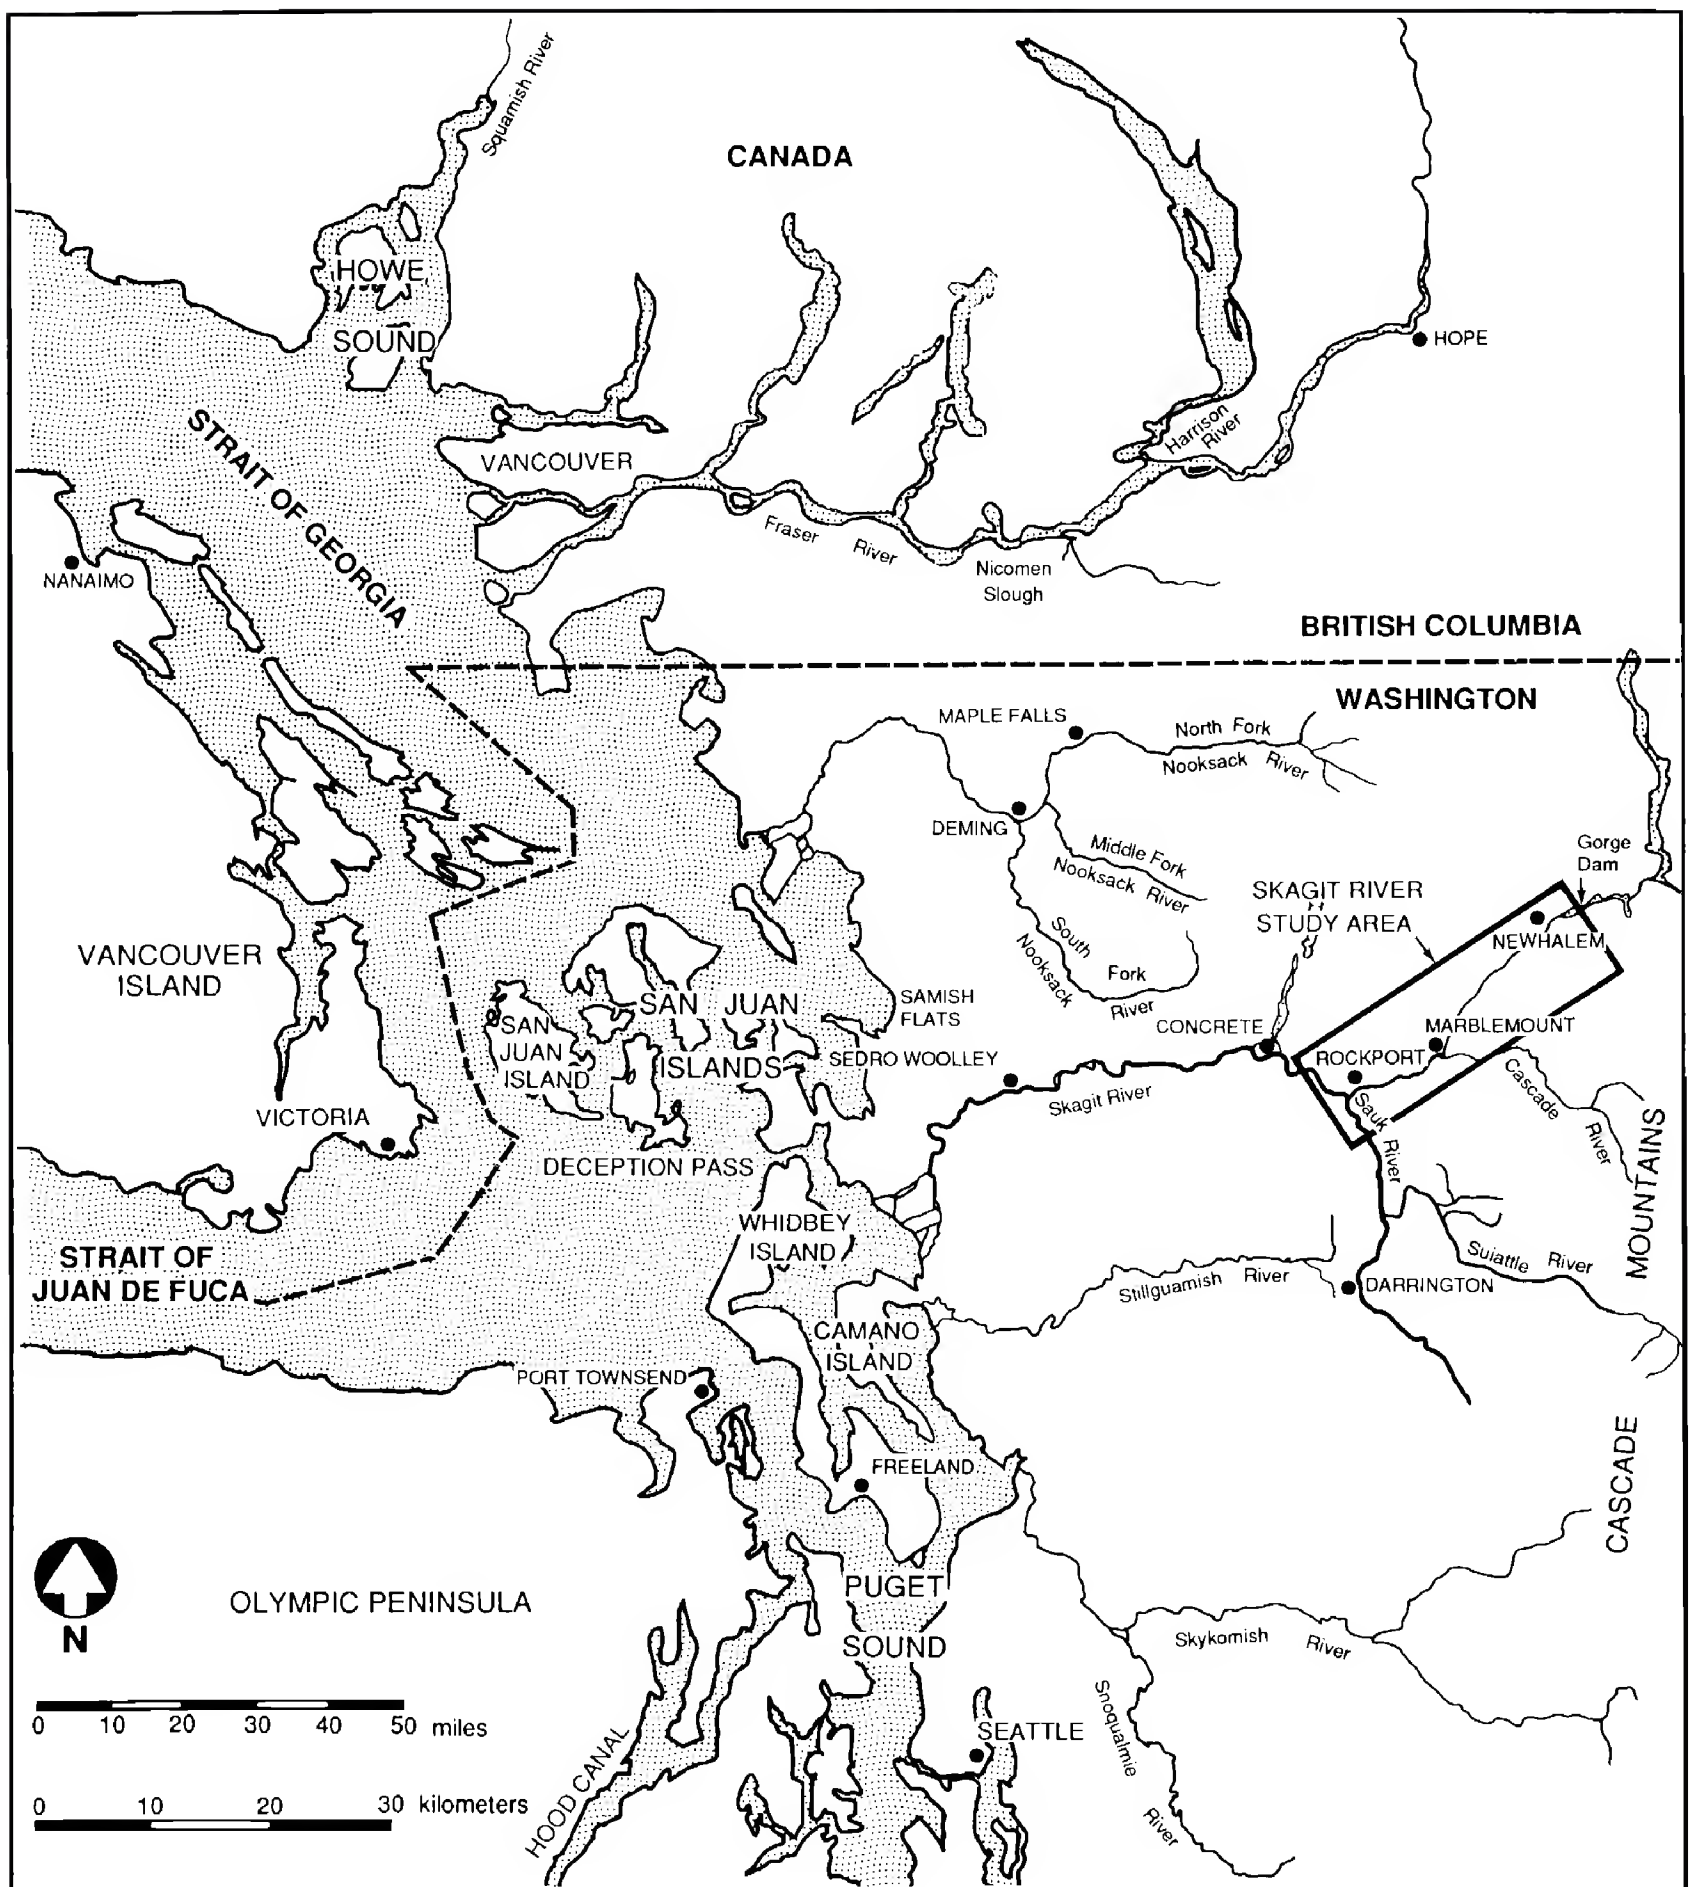 Squamish River
CANADA
HOWE
SOUND
HOPE
Harrison
River
STRAIT OF GEORGIA
VANCOUVER
Fraser River
NANAIMO
Nicomen
Slough
BRITISH COLUMBIA
WASHINGTON
MAPLE FALLS
North Fork
Nooksack River
DEMING
Middle Fork
Nooksack River
Gorge
Dam
SKAGIT RIVER
STUDY AREA
South Fork
Nooksack River
NEWHALEM
VANCOUVER
ISLAND
SAN JUAN
ISLANDS
SAMISH
FLATS
SAN
JUAN
ISLAND
CONCRETE
MARBLEMOUNT
SEDRO WOOLLEY
ROCKPORT
Skagit River
Cascade River
Sauk River
VICTORIA
DECEPTION PASS
WHIDBEY
ISLAND
STRAIT OF
JUAN DE FUCA
Stillguamish River
Suiattle River
DARRINGTON
CASCADE MOUNTAINS
CAMANO
ISLAND
PORT TOWNSEND
FREELAND
N
OLYMPIC PENINSULA
PUGET
SOUND
Skykomish River
Snoqualmie River
SEATTLE
HOOD CANAL
0 10 20 30 40 50 miles
0 10 20 30 kilometers